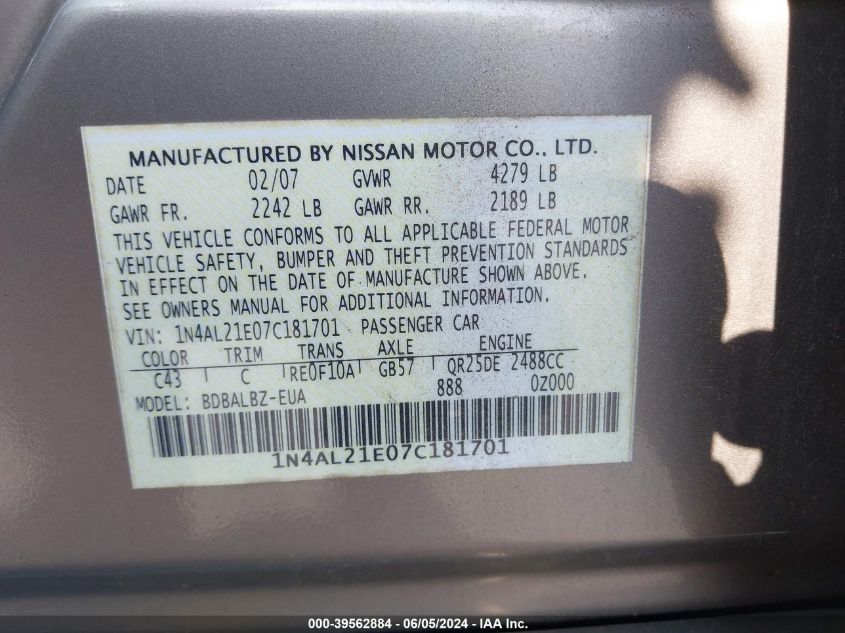 MANUFACTURED BY NISSAN MOTOR CO., LTD.
DATE 02/07 GVWR 4279 LB
GAWR FR. 2242 LB GAWR RR. 2189 LB
THIS VEHICLE CONFORMS TO ALL APPLICABLE FEDERAL MOTOR
VEHICLE SAFETY, BUMPER AND THEFT PREVENTION STANDARDS
IN EFFECT ON THE DATE OF MANUFACTURE SHOWN ABOVE.
SEE OWNERS MANUAL FOR ADDITIONAL INFORMATION.
VIN: 1N4AL21E07C181701 PASSENGER CAR
COLOR TRIM TRANS AXLE ENGINE
C43 C RE0F10A GB57 QR25DE 2488CC
MODEL: BDBALBZ-EUA 888 0Z000
1N4AL21E07C181701
000-39562884 - 06/05/2024 - IAA Inc.